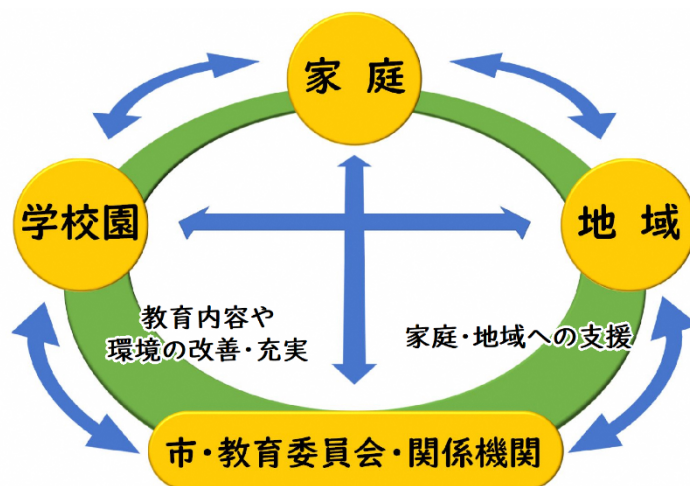 家 庭
学校園
地 域
教育内容や
環境の改善・充実
家庭・地域への支援
市・教育委員会・関係機関